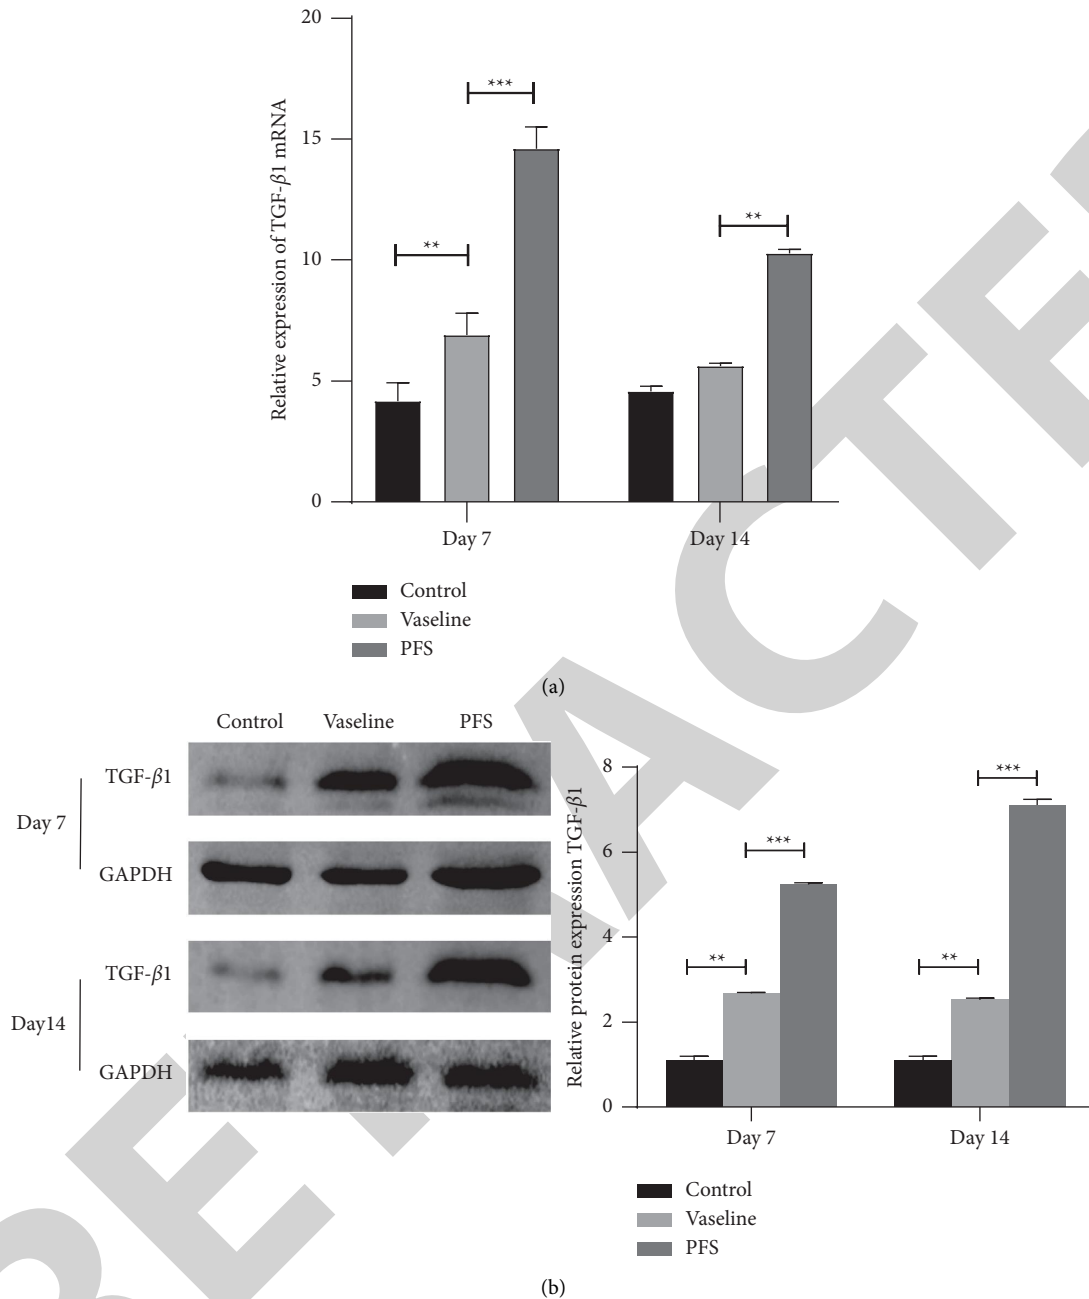 20
15
10
5
0
Relative expression of TGF-β1 mRNA
***
**
**
Day 7
Day 14
Control
Vaseline
PFS
(a)
Control Vaseline PFS
TGF-β1
Day 7
GAPDH
TGF-β1
Day14
GAPDH
8
6
4
2
0
Relative protein expression TGF-β1
***
***
**
**
Day 7
Day 14
Control
Vaseline
PFS
(b)